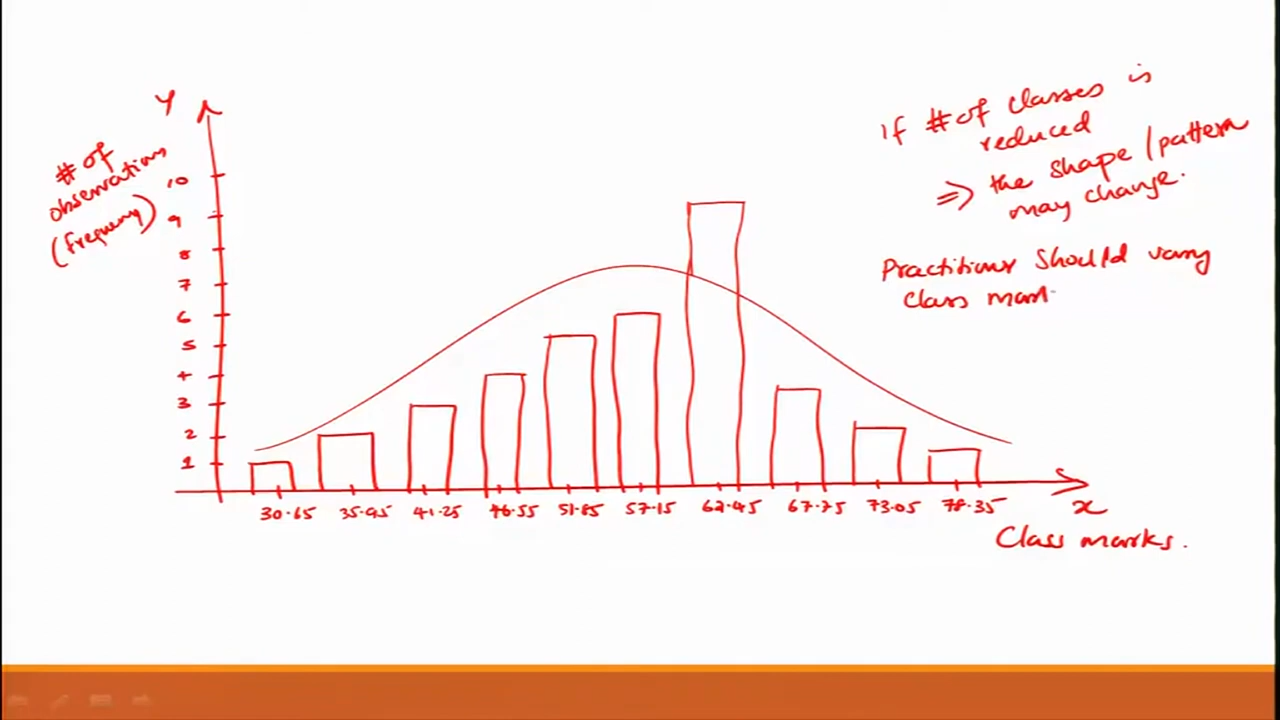 Y
# of
observations
(frequency)
10
9
8
7
6
5
4
3
2
1
30.65 35.95 41.25 46.55 51.85 57.15 62.45 67.75 73.05 78.35
x
Class marks.
If # of classes is
reduced
=> the shape / pattern
may change.
Practitioner should vary
class mark